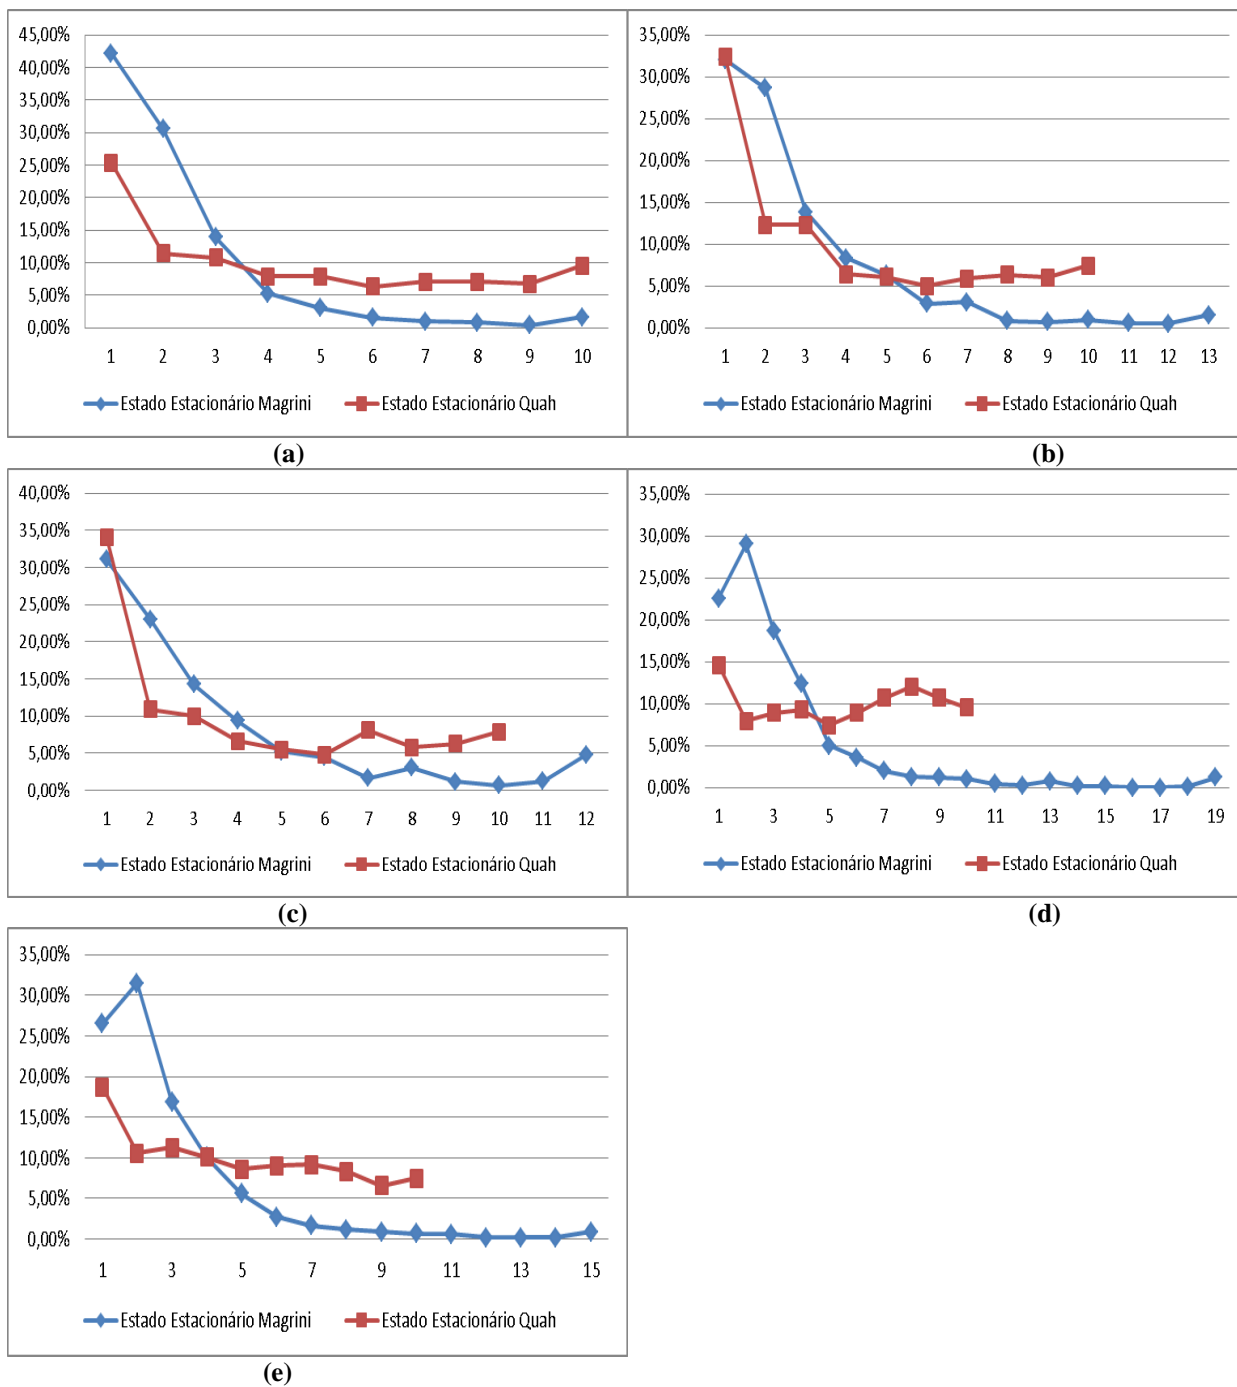 45,00%
40,00%
35,00%
30,00%
25,00%
20,00%
15,00%
10,00%
5,00%
0,00%
1 2 3 4 5 6 7 8 9 10
Estado Estacionário Magrini Estado Estacionário Quah
(a)
35,00%
30,00%
25,00%
20,00%
15,00%
10,00%
5,00%
0,00%
1 2 3 4 5 6 7 8 9 10 11 12 13
Estado Estacionário Magrini Estado Estacionário Quah
(b)
40,00%
35,00%
30,00%
25,00%
20,00%
15,00%
10,00%
5,00%
0,00%
1 2 3 4 5 6 7 8 9 10 11 12
Estado Estacionário Magrini Estado Estacionário Quah
(c)
35,00%
30,00%
25,00%
20,00%
15,00%
10,00%
5,00%
0,00%
1 3 5 7 9 11 13 15 17 19
Estado Estacionário Magrini Estado Estacionário Quah
(d)
35,00%
30,00%
25,00%
20,00%
15,00%
10,00%
5,00%
0,00%
1 3 5 7 9 11 13 15
Estado Estacionário Magrini Estado Estacionário Quah
(e)